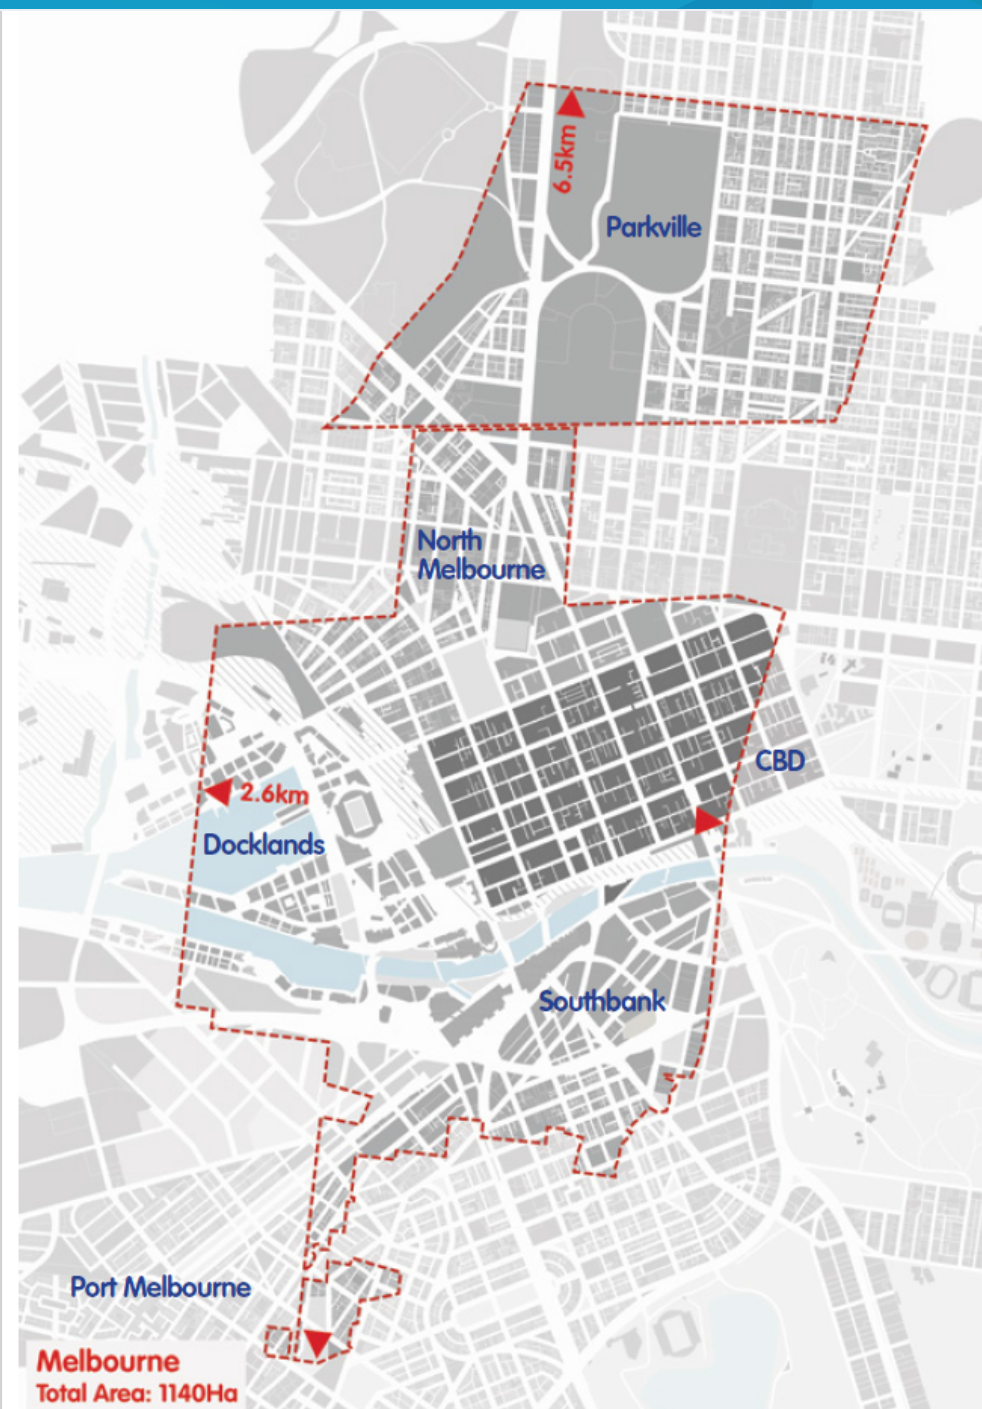 6.5km
Parkville
North
Melbourne
CBD
2.6km
Docklands
Southbank
Port Melbourne
Melbourne
Total Area: 1140Ha